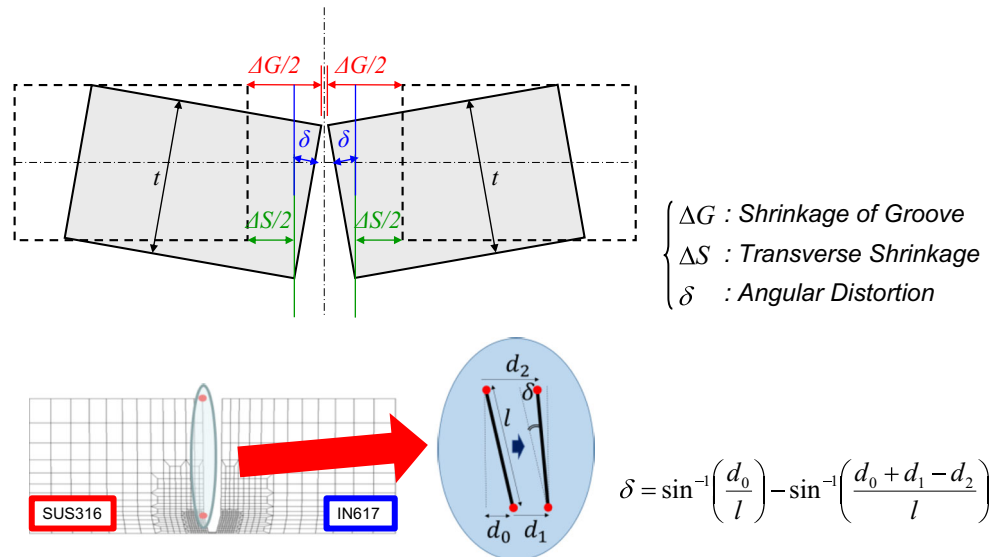 ΔG/2 ΔG/2
δ δ
t t
ΔS/2 ΔS/2
ΔG : Shrinkage of Groove
ΔS : Transverse Shrinkage
δ : Angular Distortion
d₂
δ
l
d₀ d₁
SUS316 IN617
δ = sin⁻¹(d₀/l) − sin⁻¹((d₀ + d₁ − d₂)/l)